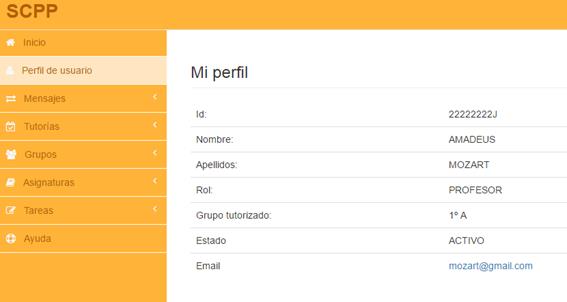 SCPP
Inicio
Perfil de usuario
Mensajes
Tutorías
Grupos
Asignaturas
Tareas
Ayuda
Mi perfil
Id: 22222222J
Nombre: AMADEUS
Apellidos: MOZART
Rol: PROFESOR
Grupo tutorizado: 1º A
Estado ACTIVO
Email mozart@gmail.com